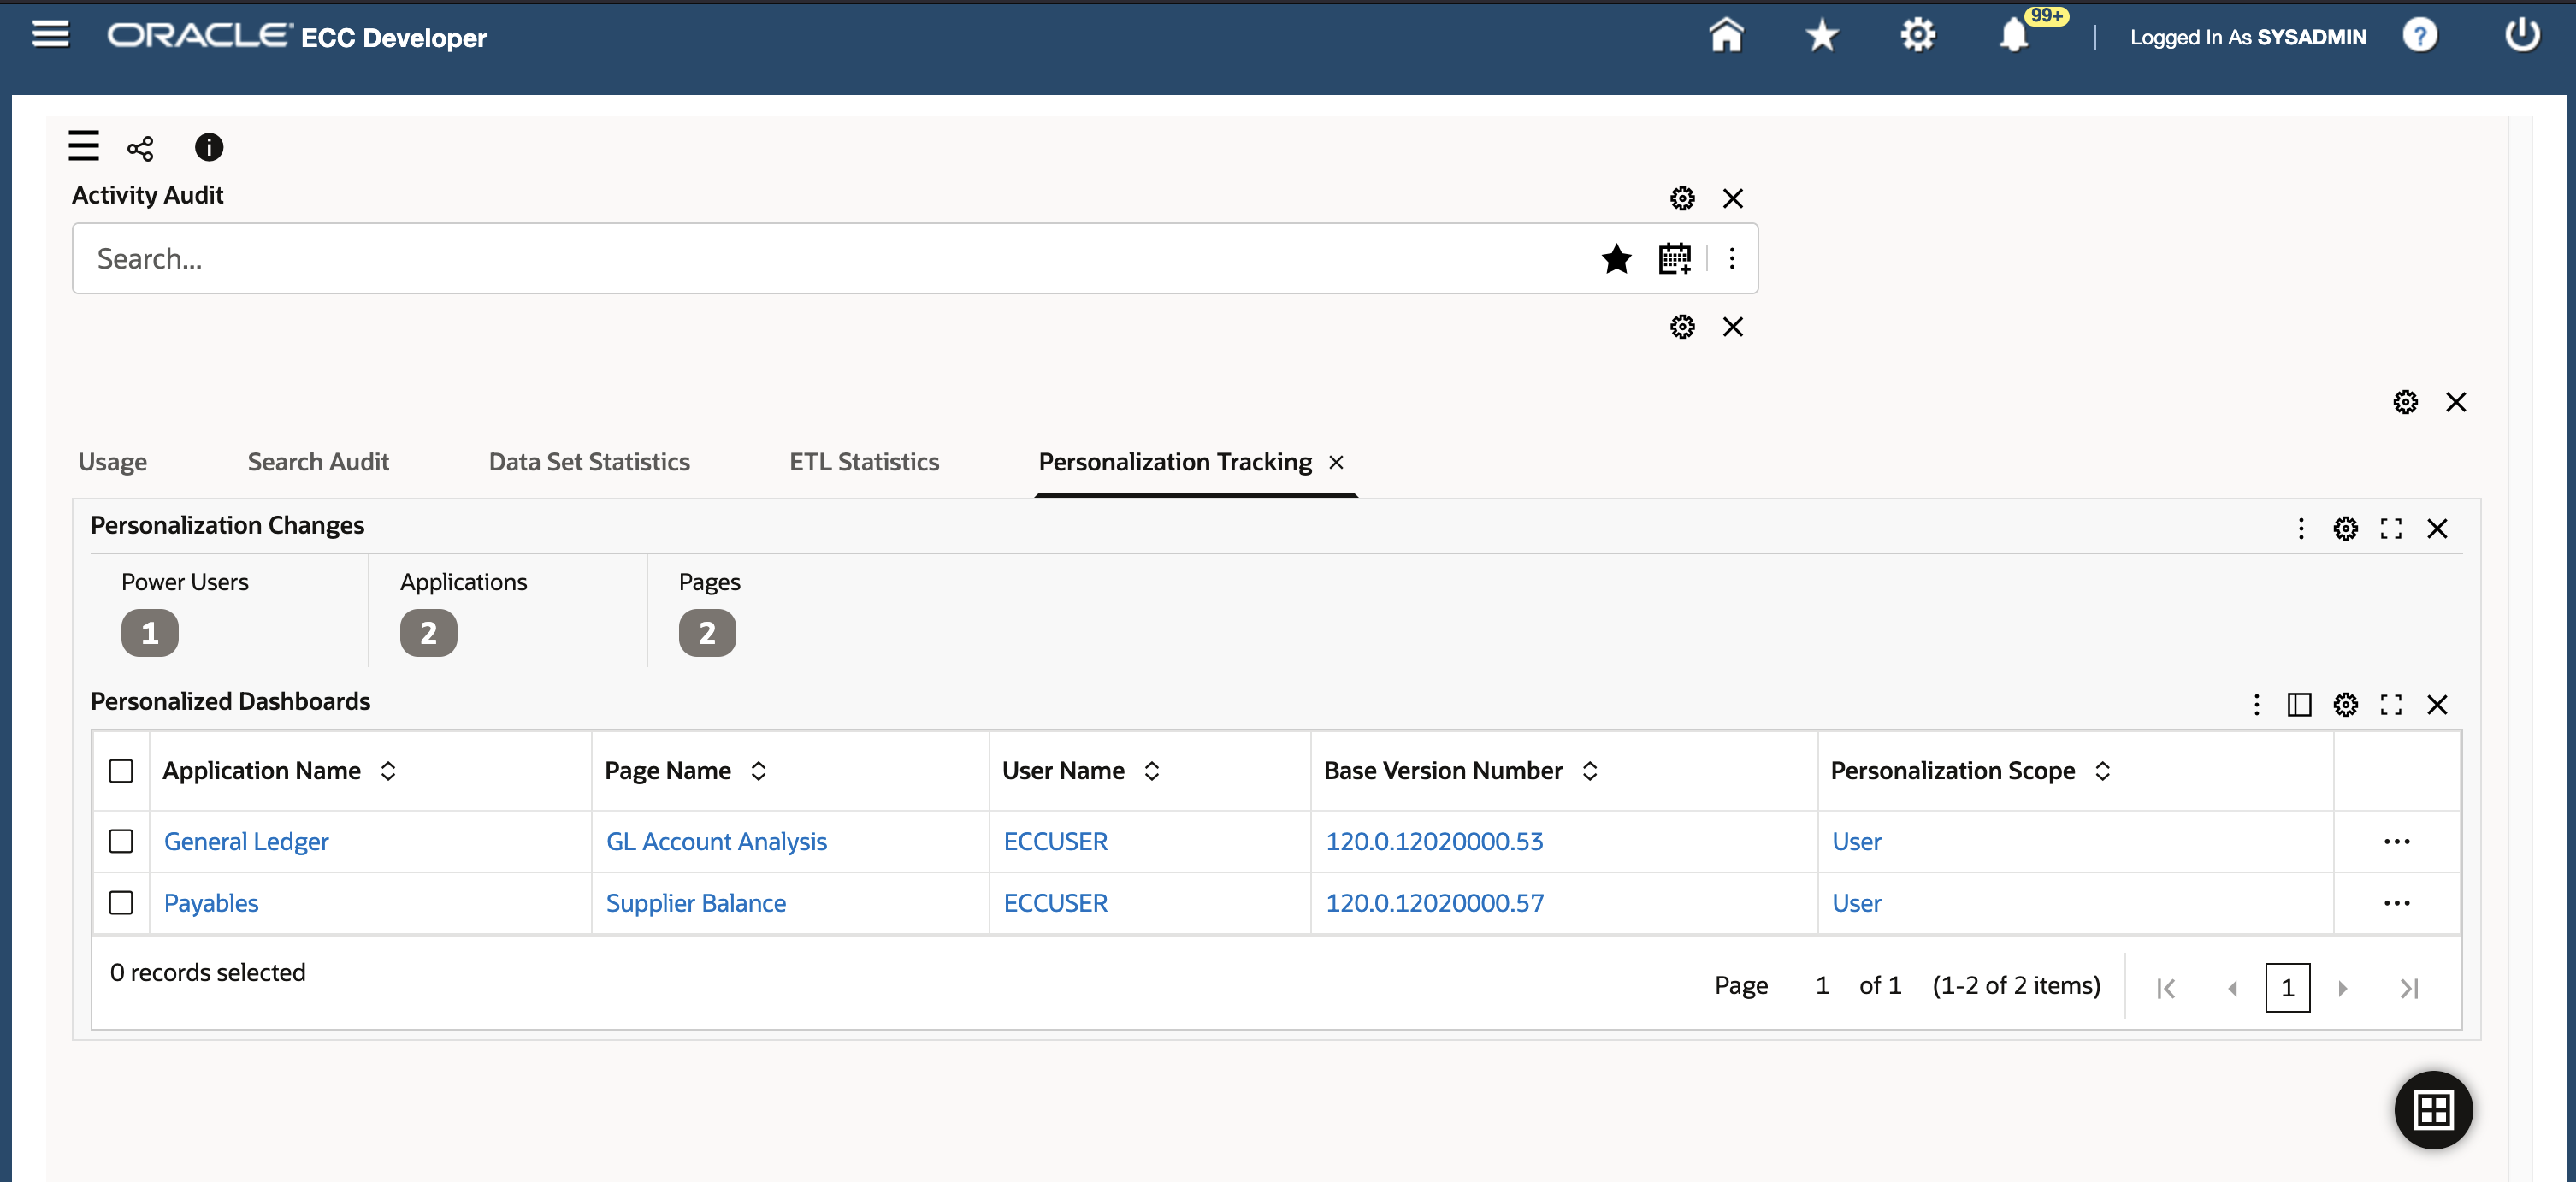 ORACLE ECC Developer 99+ Logged In As SYSADMIN ?
Activity Audit
Search...
Usage Search Audit Data Set Statistics ETL Statistics Personalization Tracking
Personalization Changes
Power Users Applications Pages
1 2 2
Personalized Dashboards
Application Name Page Name User Name Base Version Number Personalization Scope
General Ledger GL Account Analysis ECCUSER 120.0.12020000.53 User
Payables Supplier Balance ECCUSER 120.0.12020000.57 User
0 records selected Page 1 of 1 (1-2 of 2 items) 1